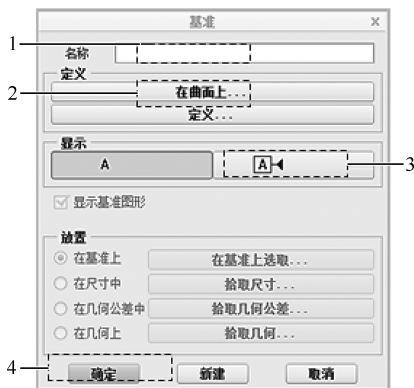 基准 x
1 名称
定义
2 在曲面上...
定义...
显示
A A 3
显示基准图形
放置
在基准上 在基准上选取...
在尺寸中 拾取尺寸...
在几何公差中 拾取几何公差...
在几何上 拾取几何...
4 确定 新建 取消